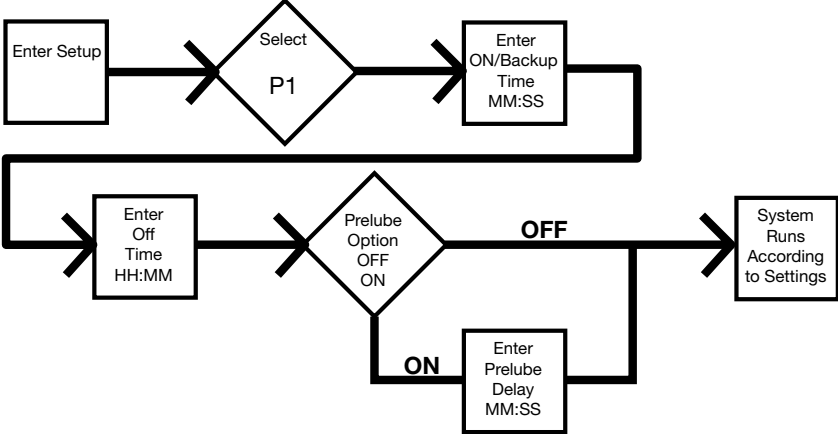 Enter Setup
Select
P1
Enter
ON/Backup
Time
MM:SS
Enter
Off
Time
HH:MM
Prelube
Option
OFF
ON
OFF
System
Runs
According
to Settings
ON
Enter
Prelube
Delay
MM:SS